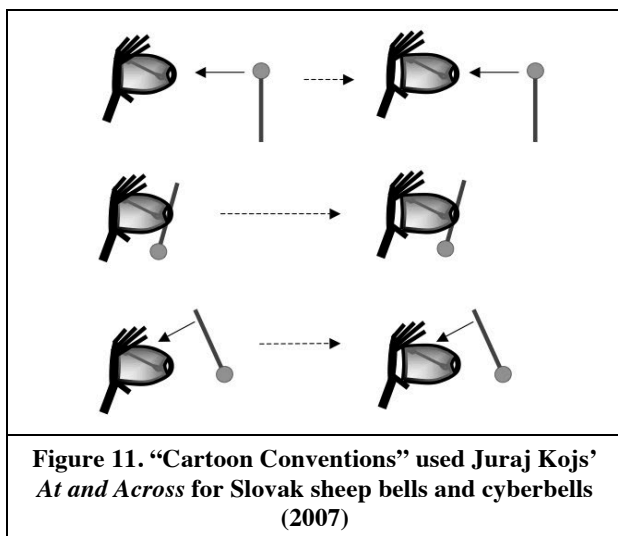 Figure 11. “Cartoon Conventions” used Juraj Kojs’
At and Across for Slovak sheep bells and cyberbells
(2007)